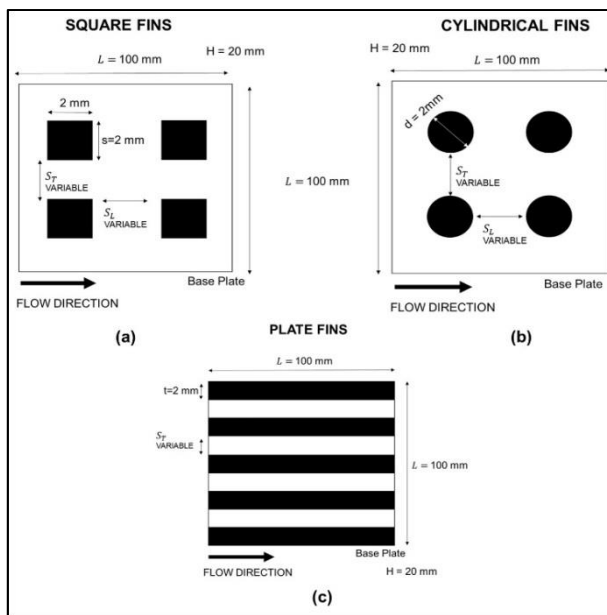 SQUARE FINS
H = 20 mm
L = 100 mm
2 mm
s=2 mm
S_T
VARIABLE
S_L
VARIABLE
L = 100 mm
Base Plate
FLOW DIRECTION
(a)
CYLINDRICAL FINS
H = 20 mm
L = 100 mm
d = 2mm
S_T
VARIABLE
S_L
VARIABLE
Base Plate
FLOW DIRECTION
(b)
PLATE FINS
L = 100 mm
t=2 mm
S_T
VARIABLE
L = 100 mm
Base Plate
FLOW DIRECTION
H = 20 mm
(c)